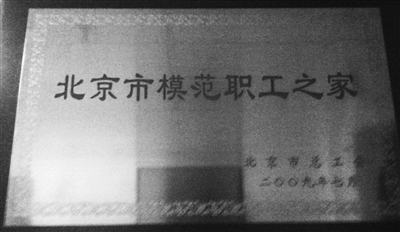 北京市模范职工之家
北京市总工会
二〇〇九年七月